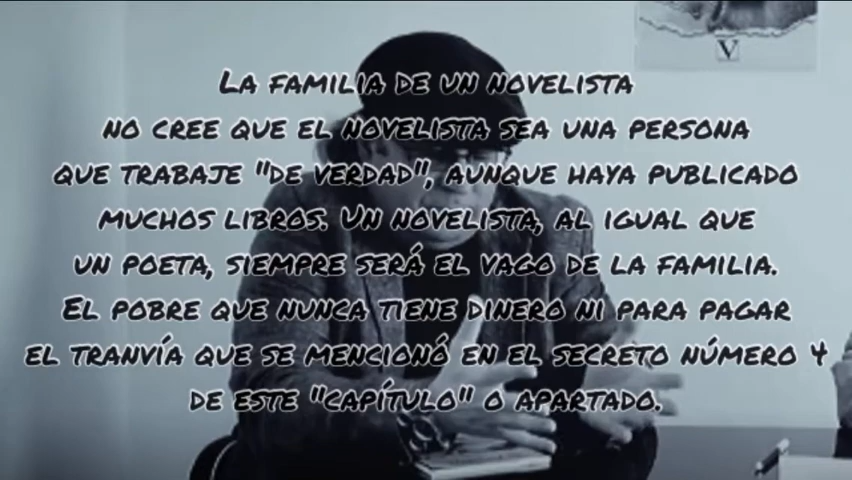 V
La familia de un novelista
no cree que el novelista sea una persona
que trabaje "de verdad", aunque haya publicado
muchos libros. Un novelista, al igual que
un poeta, siempre será el vago de la familia.
El pobre que nunca tiene dinero ni para pagar
el tranvía que se mencionó en el secreto número 4
de este "capítulo" o apartado.